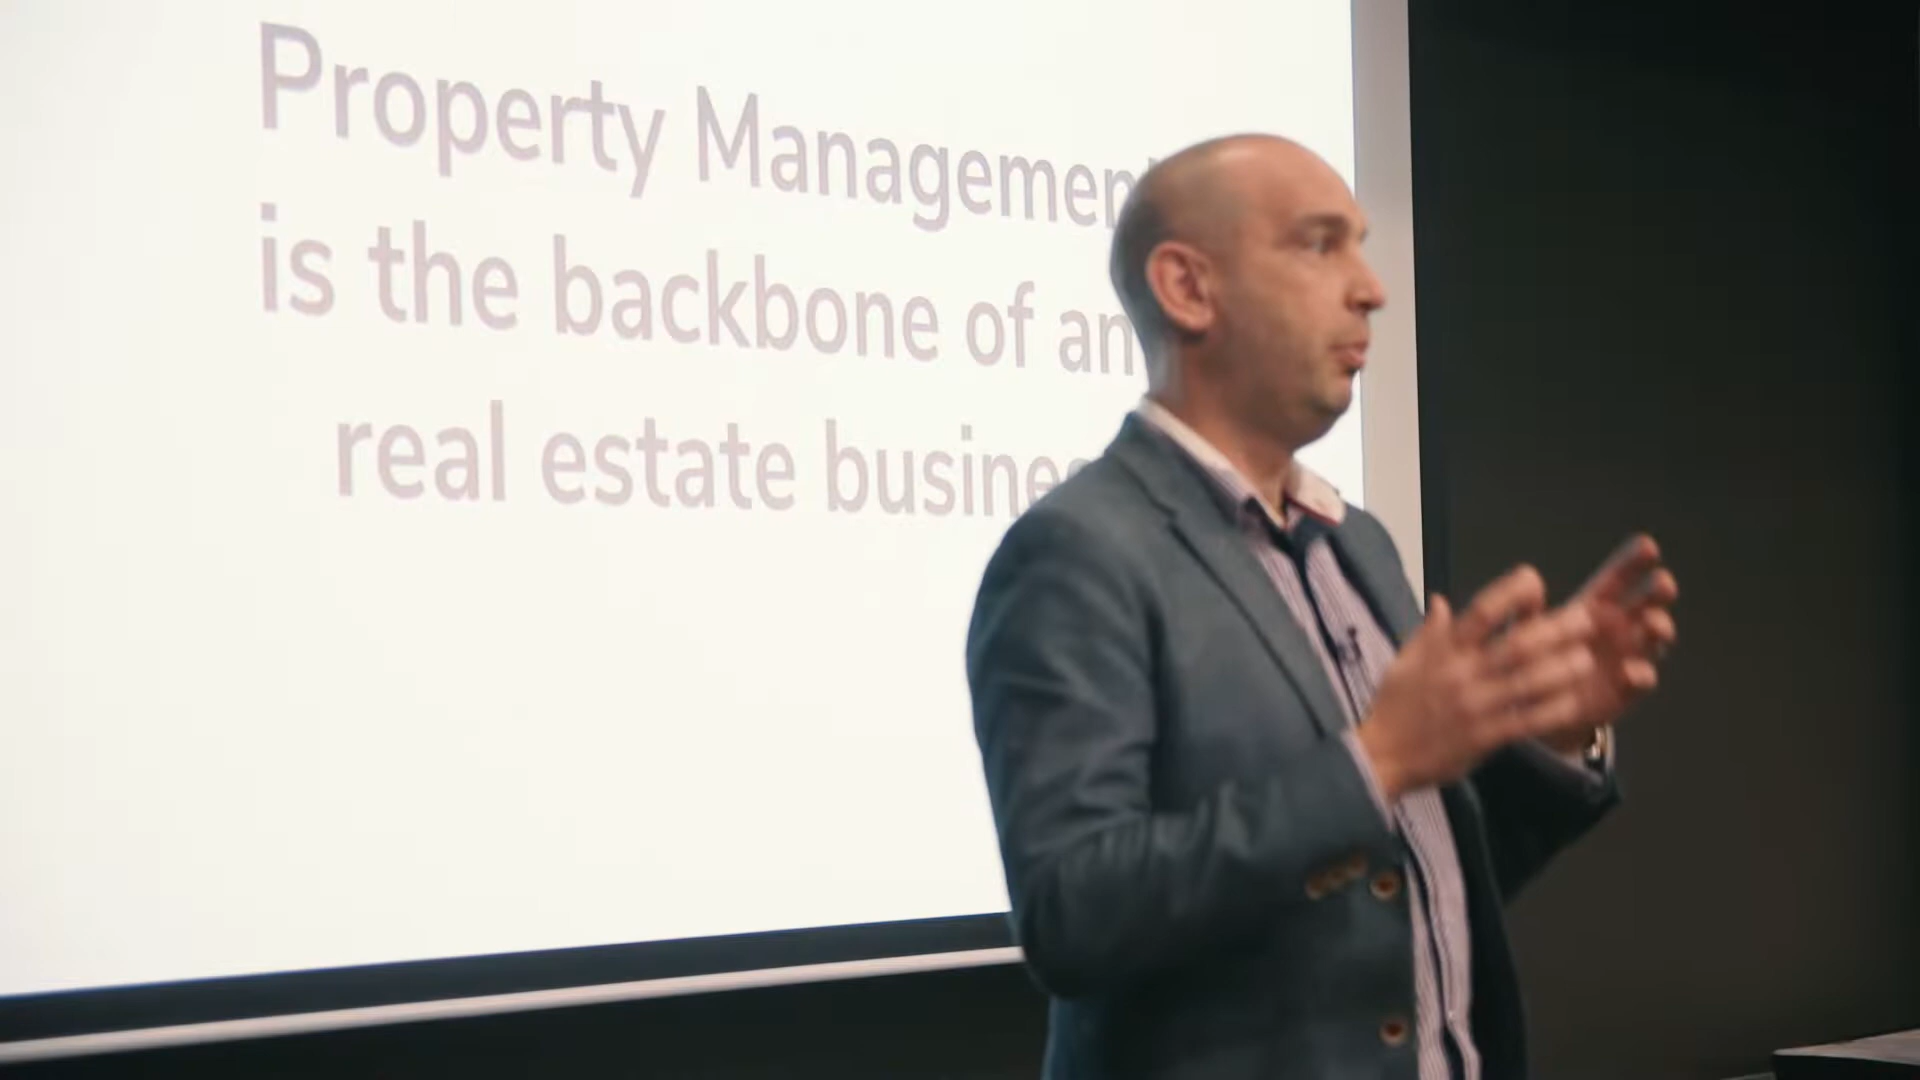 Property Managemen
is the backbone of an
real estate busine